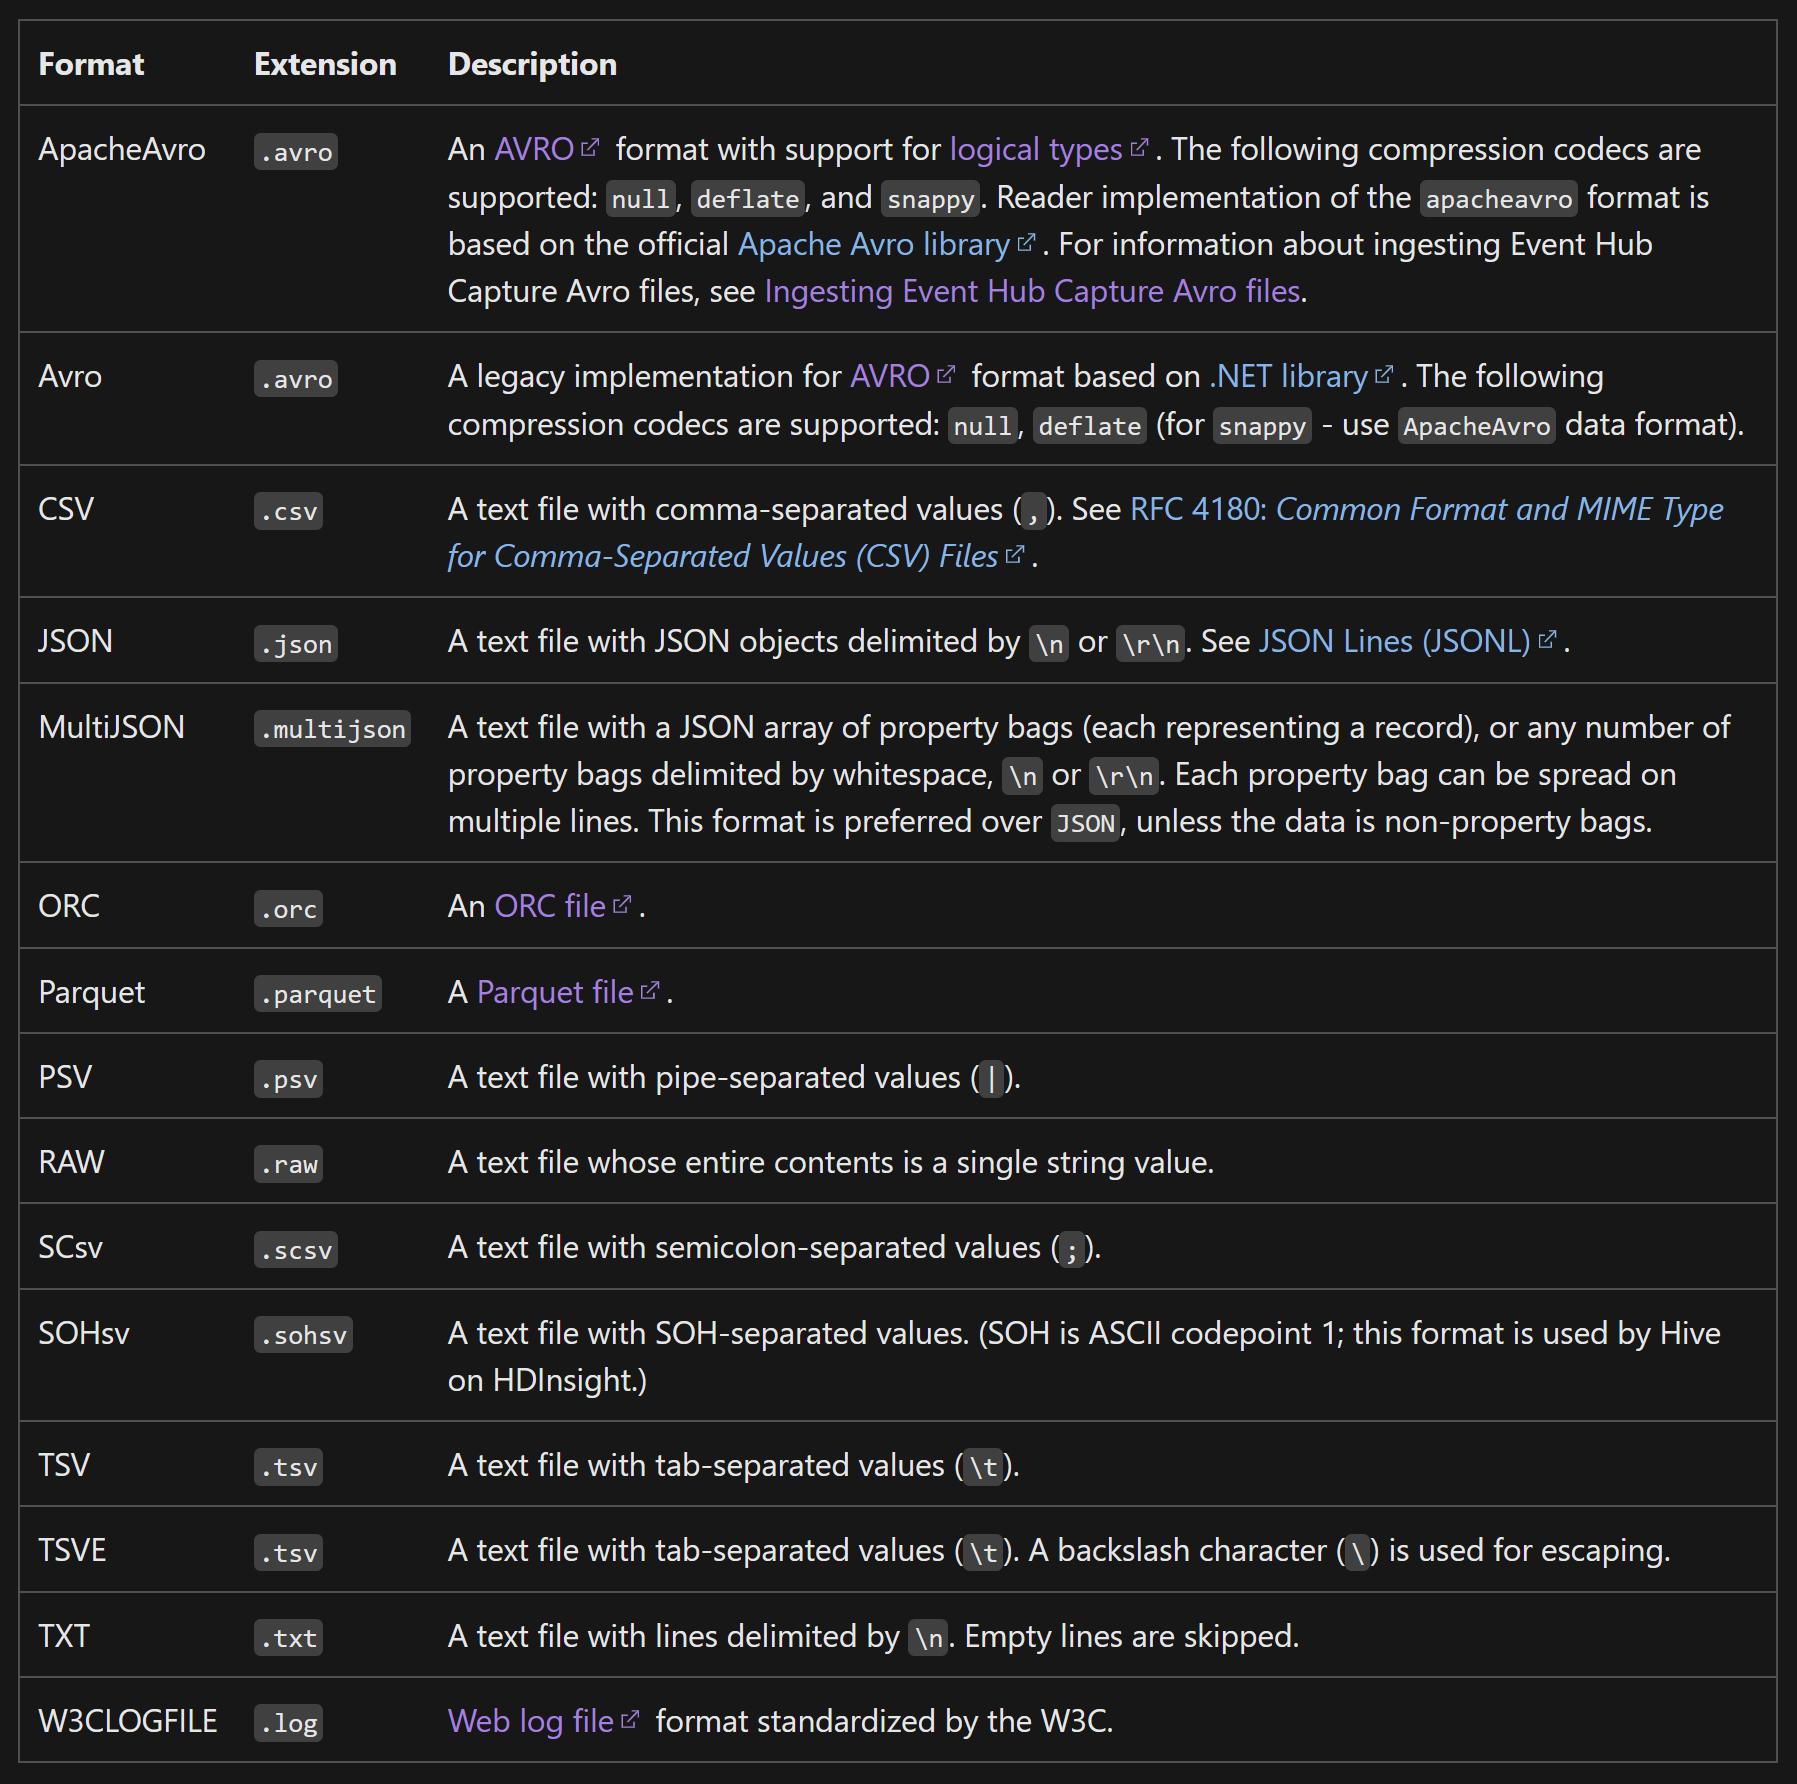 Format Extension Description
ApacheAvro .avro An AVRO format with support for logical types . The following compression codecs are
supported: null, deflate, and snappy. Reader implementation of the apacheavro format is
based on the official Apache Avro library . For information about ingesting Event Hub
Capture Avro files, see Ingesting Event Hub Capture Avro files.
Avro .avro A legacy implementation for AVRO format based on .NET library . The following
compression codecs are supported: null, deflate (for snappy - use ApacheAvro data format).
CSV .csv A text file with comma-separated values (,). See RFC 4180: Common Format and MIME Type
for Comma-Separated Values (CSV) Files .
JSON .json A text file with JSON objects delimited by \n or \r\n. See JSON Lines (JSONL) .
MultiJSON .multijson A text file with a JSON array of property bags (each representing a record), or any number of
property bags delimited by whitespace, \n or \r\n. Each property bag can be spread on
multiple lines. This format is preferred over JSON, unless the data is non-property bags.
ORC .orc An ORC file .
Parquet .parquet A Parquet file .
PSV .psv A text file with pipe-separated values (|).
RAW .raw A text file whose entire contents is a single string value.
SCsv .scsv A text file with semicolon-separated values (;).
SOHsv .sohsv A text file with SOH-separated values. (SOH is ASCII codepoint 1; this format is used by Hive
on HDInsight.)
TSV .tsv A text file with tab-separated values (\t).
TSVE .tsv A text file with tab-separated values (\t). A backslash character (\) is used for escaping.
TXT .txt A text file with lines delimited by \n. Empty lines are skipped.
W3CLOGFILE .log Web log file format standardized by the W3C.